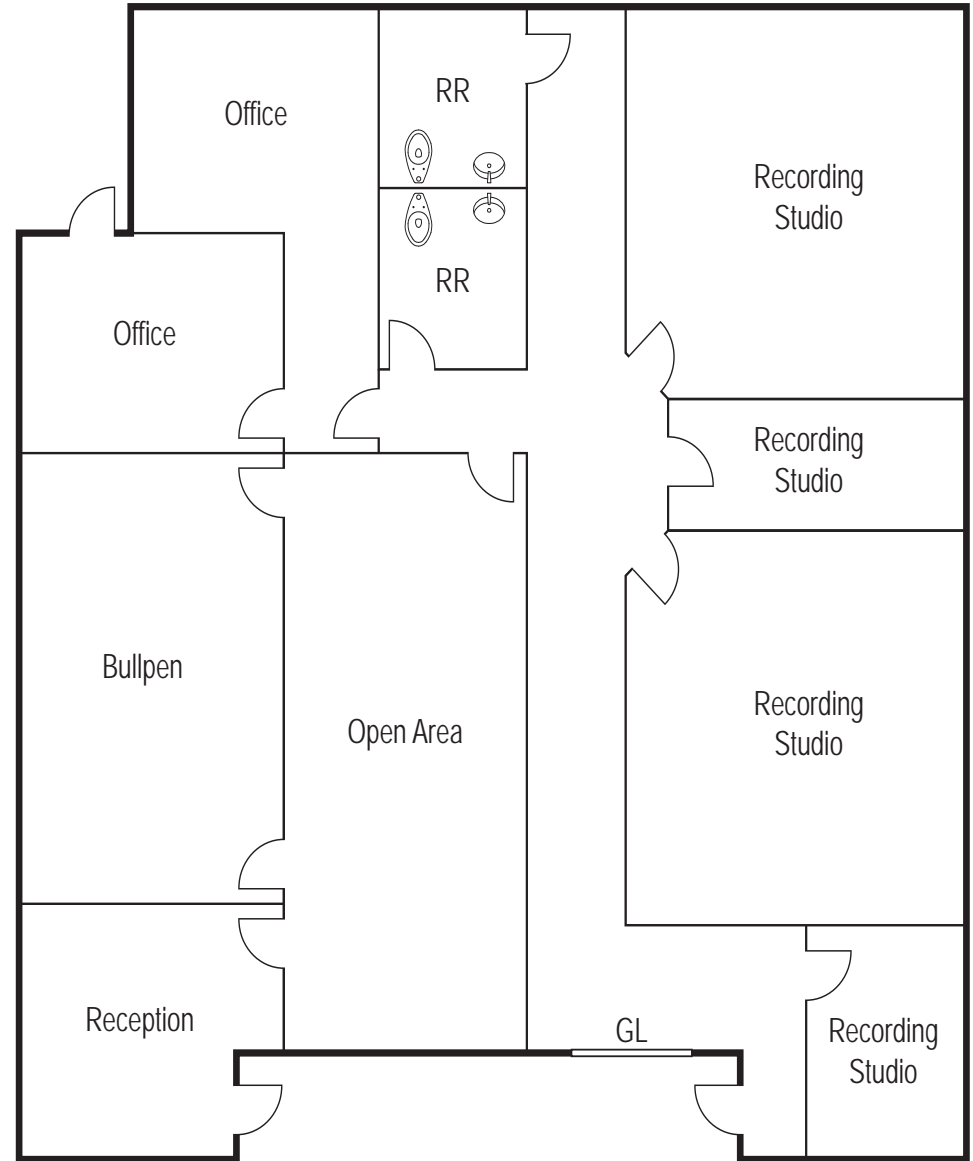 RR
Office
Recording
Studio
RR
Office
Recording
Studio
Bullpen
Recording
Studio
Open Area
Reception
GL
Recording
Studio